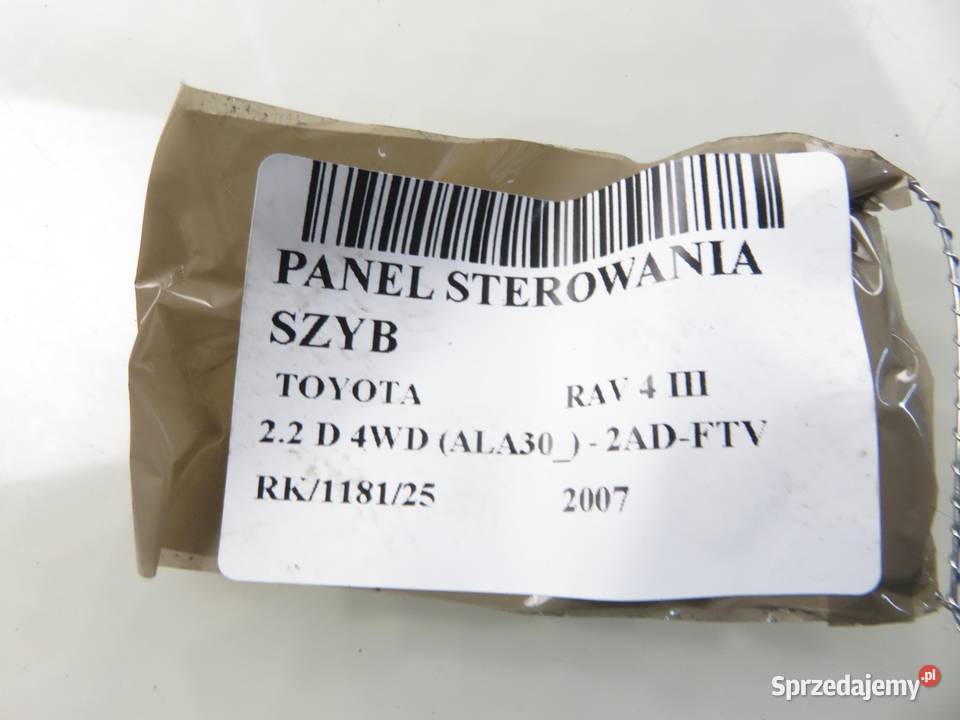 PANEL STEROWANIA
SZYB
TOYOTA RAV 4 III
2.2 D 4WD (ALA30_) - 2AD-FTV
RK/1181/25 2007
Sprzedajemy.pl